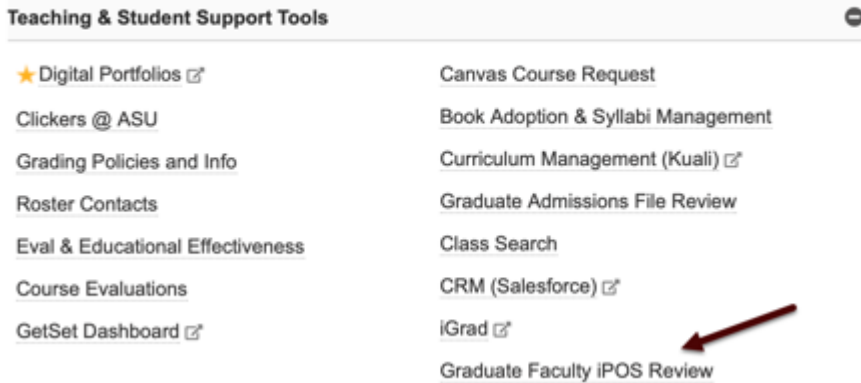 Teaching & Student Support Tools
Digital Portfolios
Clickers @ ASU
Grading Policies and Info
Roster Contacts
Eval & Educational Effectiveness
Course Evaluations
GetSet Dashboard
Canvas Course Request
Book Adoption & Syllabi Management
Curriculum Management (Kuali)
Graduate Admissions File Review
Class Search
CRM (Salesforce)
iGrad
Graduate Faculty iPOS Review